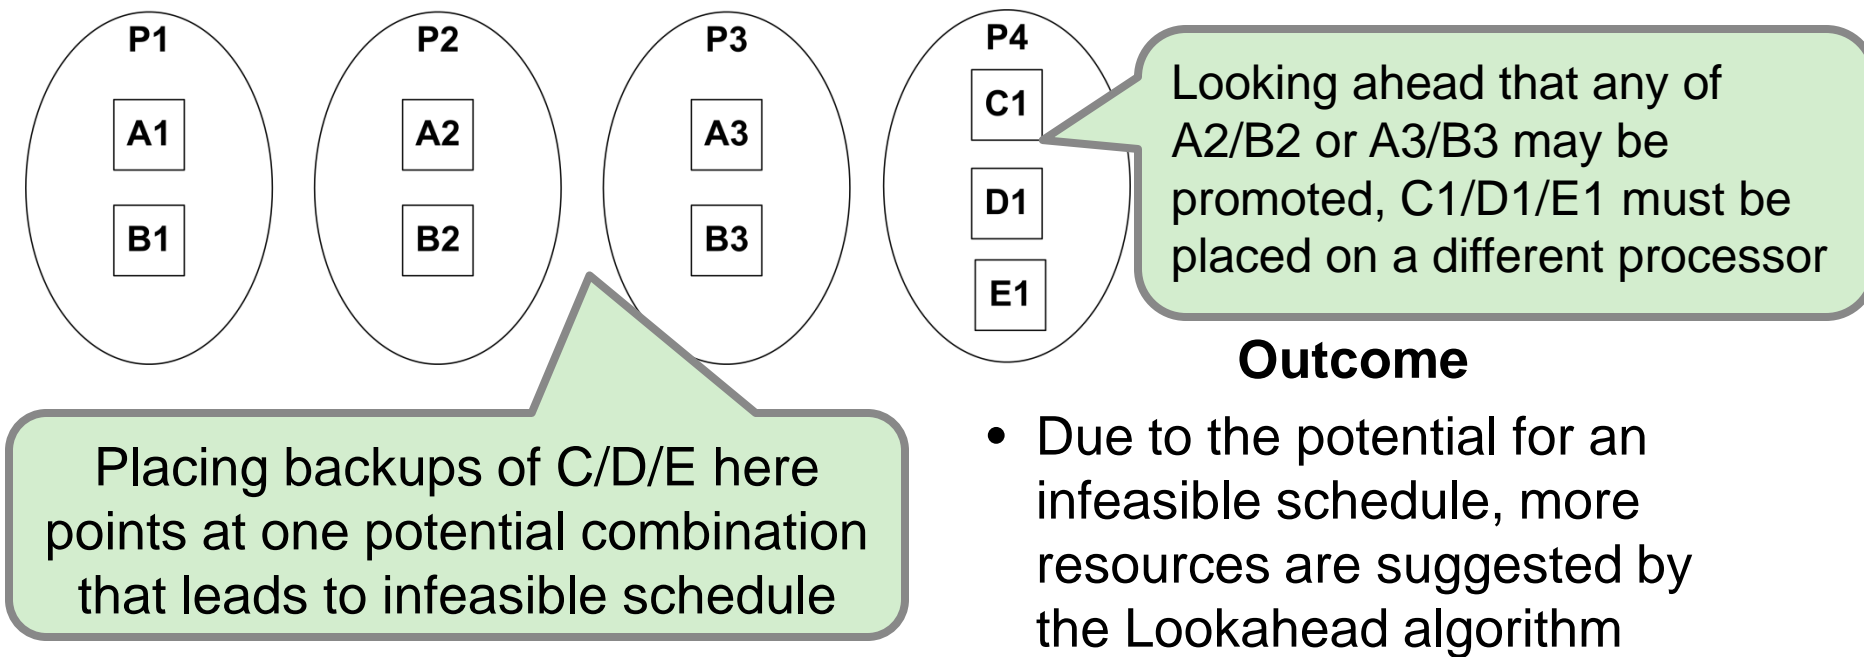 P1
A1
B1
P2
A2
B2
P3
A3
B3
P4
C1
D1
E1
Looking ahead that any of
A2/B2 or A3/B3 may be
promoted, C1/D1/E1 must be
placed on a different processor
Placing backups of C/D/E here
points at one potential combination
that leads to infeasible schedule
Outcome
• Due to the potential for an
infeasible schedule, more
resources are suggested by
the Lookahead algorithm